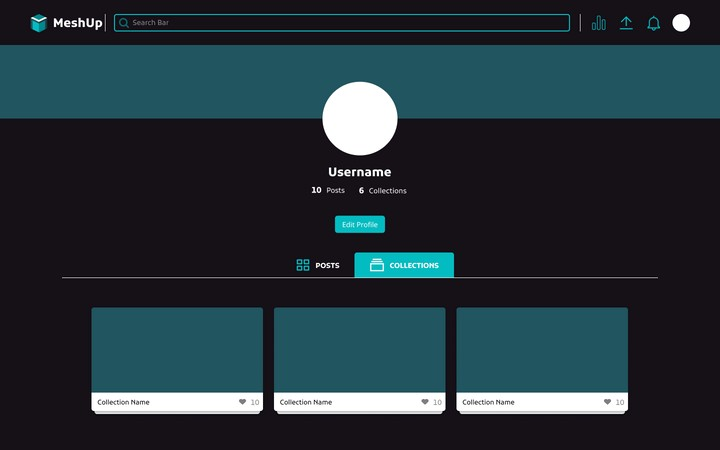 MeshUp
Search Bar
Username
10 Posts 6 Collections
Edit Profile
POSTS COLLECTIONS
Collection Name 10
Collection Name 10
Collection Name 10